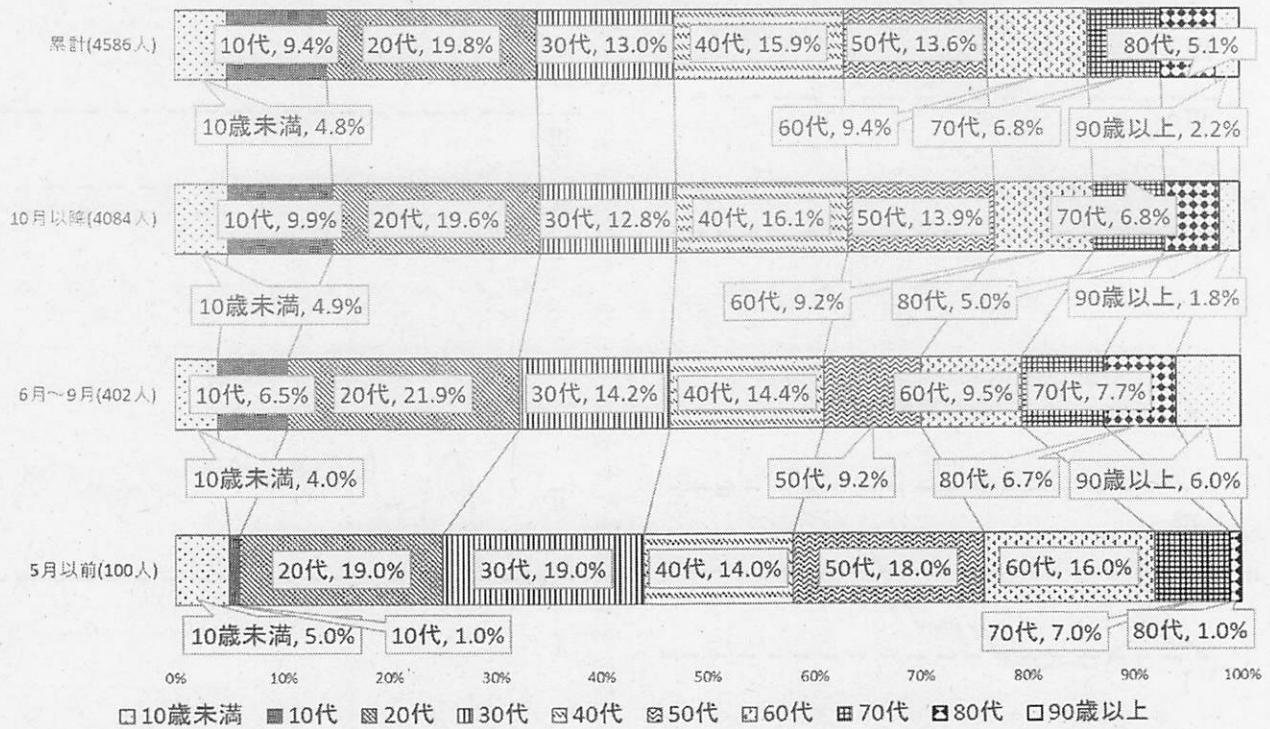 累計(4586人)
10代, 9.4%
20代, 19.8%
30代, 13.0%
40代, 15.9%
50代, 13.6%
80代, 5.1%
10歳未満, 4.8%
60代, 9.4%
70代, 6.8%
90歳以上, 2.2%
10月以降(4084人)
10代, 9.9%
20代, 19.6%
30代, 12.8%
40代, 16.1%
50代, 13.9%
70代, 6.8%
10歳未満, 4.9%
60代, 9.2%
80代, 5.0%
90歳以上, 1.8%
6月～9月(402人)
10代, 6.5%
20代, 21.9%
30代, 14.2%
40代, 14.4%
60代, 9.5%
70代, 7.7%
10歳未満, 4.0%
50代, 9.2%
80代, 6.7%
90歳以上, 6.0%
5月以前(100人)
20代, 19.0%
30代, 19.0%
40代, 14.0%
50代, 18.0%
60代, 16.0%
10歳未満, 5.0%
10代, 1.0%
70代, 7.0%
80代, 1.0%
0% 10% 20% 30% 40% 50% 60% 70% 80% 90% 100%
10歳未満 10代 20代 30代 40代 50代 60代 70代 80代 90歳以上